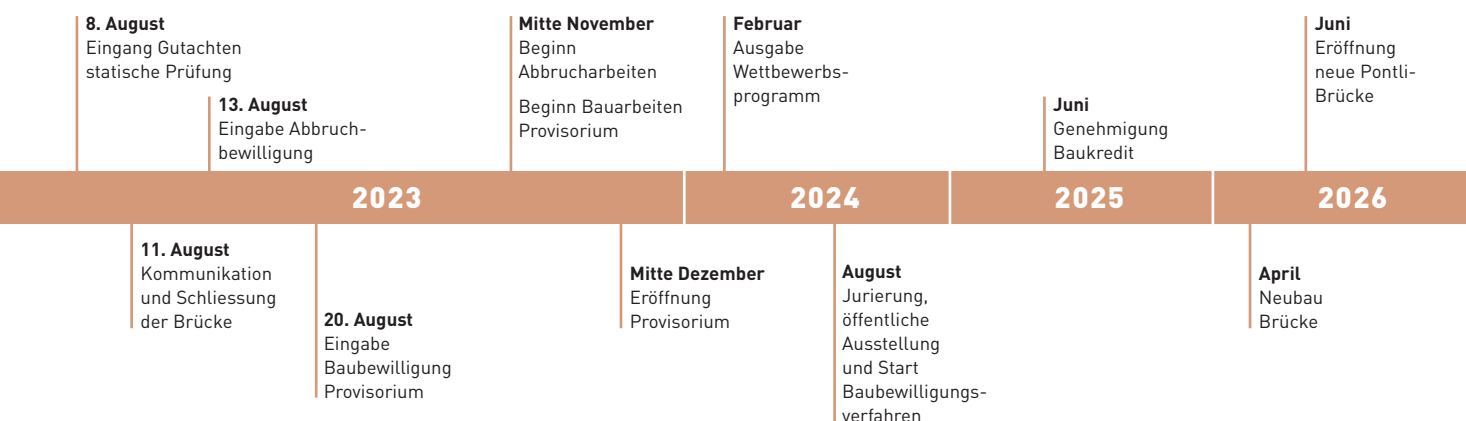 8. August
Eingang Gutachten
statische Prüfung
13. August
Eingabe Abbruch-
bewilligung
Mitte November
Beginn
Abbrucharbeiten
Beginn Bauarbeiten
Provisorium
Februar
Ausgabe
Wettbewerbs-
programm
Juni
Genehmigung
Baukredit
Juni
Eröffnung
neue Pontli-
Brücke
2023
2024
2025
2026
11. August
Kommunikation
und Schliessung
der Brücke
20. August
Eingabe
Baubewilligung
Provisorium
Mitte Dezember
Eröffnung
Provisorium
August
Jurierung,
öffentliche
Ausstellung
und Start
Baubewilligungs-
verfahren
April
Neubau
Brücke